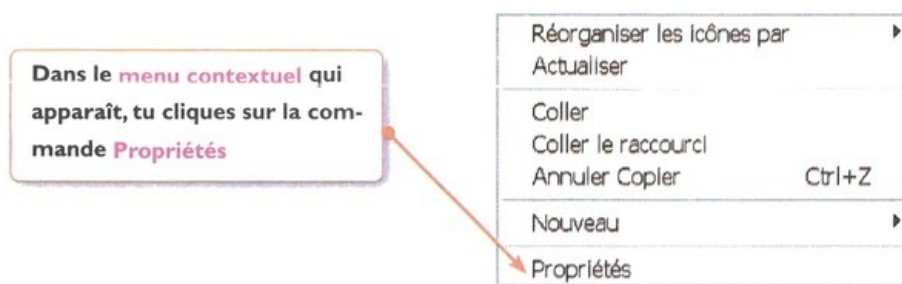 Dans le menu contextuel qui
apparaît, tu cliques sur la com-
mande Propriétés
Réorganiser les icônes par
Actualiser
Coller
Coller le raccourci
Annuler Copier Ctrl+Z
Nouveau
Propriétés